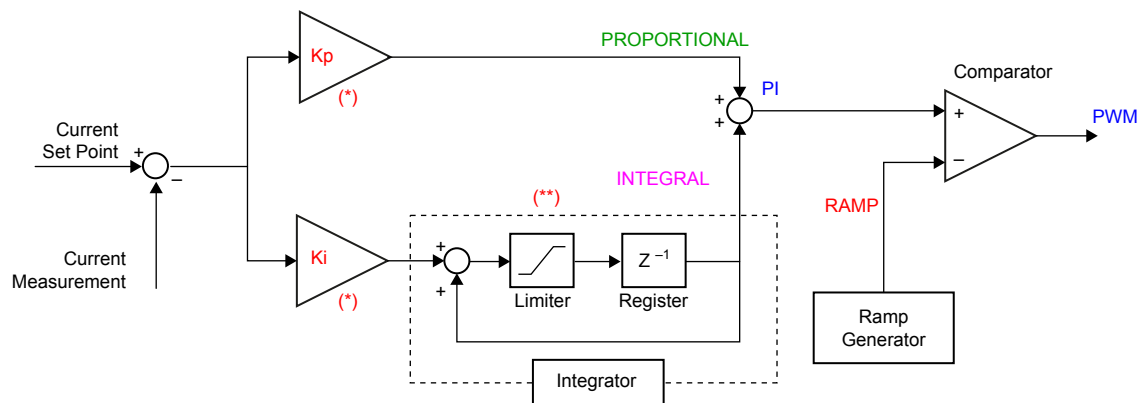 Kp
(*)
PROPORTIONAL
+
+
PI
Comparator
+
−
PWM
Current
Set Point
+
−
Current
Measurement
Ki
(*)
INTEGRAL
(**)
+
+
Limiter
Z −1
Register
Integrator
RAMP
Ramp
Generator